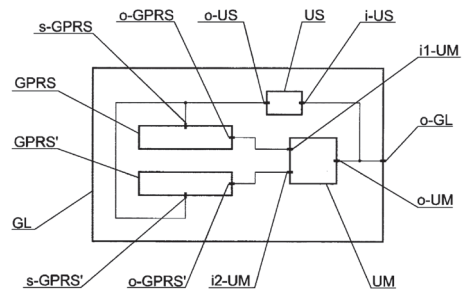 s-GPRS
o-GPRS
o-US
US
i-US
i1-UM
GPRS
o-GL
GPRS'
o-UM
GL
s-GPRS'
o-GPRS'
i2-UM
UM